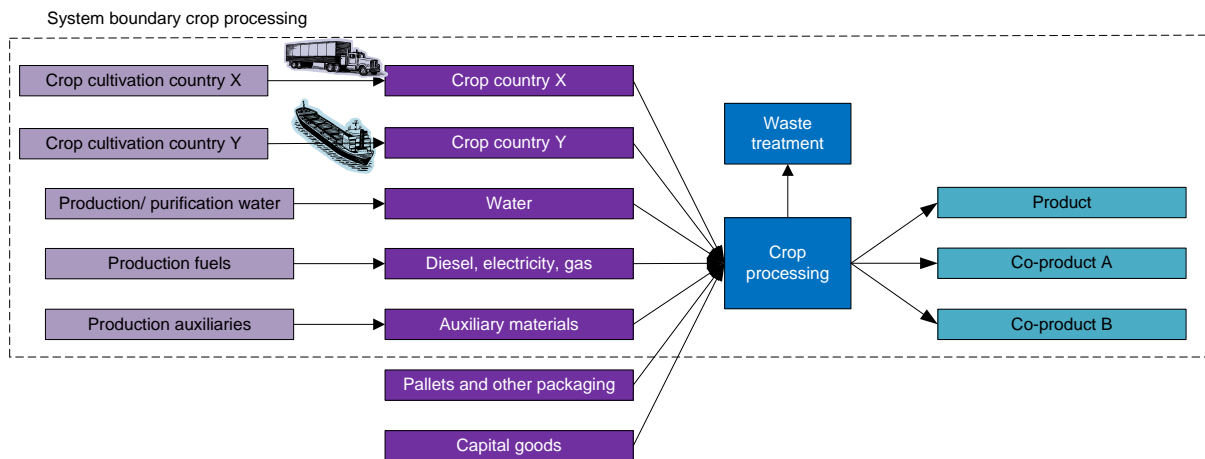 System boundary crop processing
Crop cultivation country X
Crop country X
Crop cultivation country Y
Crop country Y
Waste
treatment
Production/ purification water
Water
Product
Production fuels
Diesel, electricity, gas
Crop
processing
Co-product A
Production auxiliaries
Auxiliary materials
Co-product B
Pallets and other packaging
Capital goods